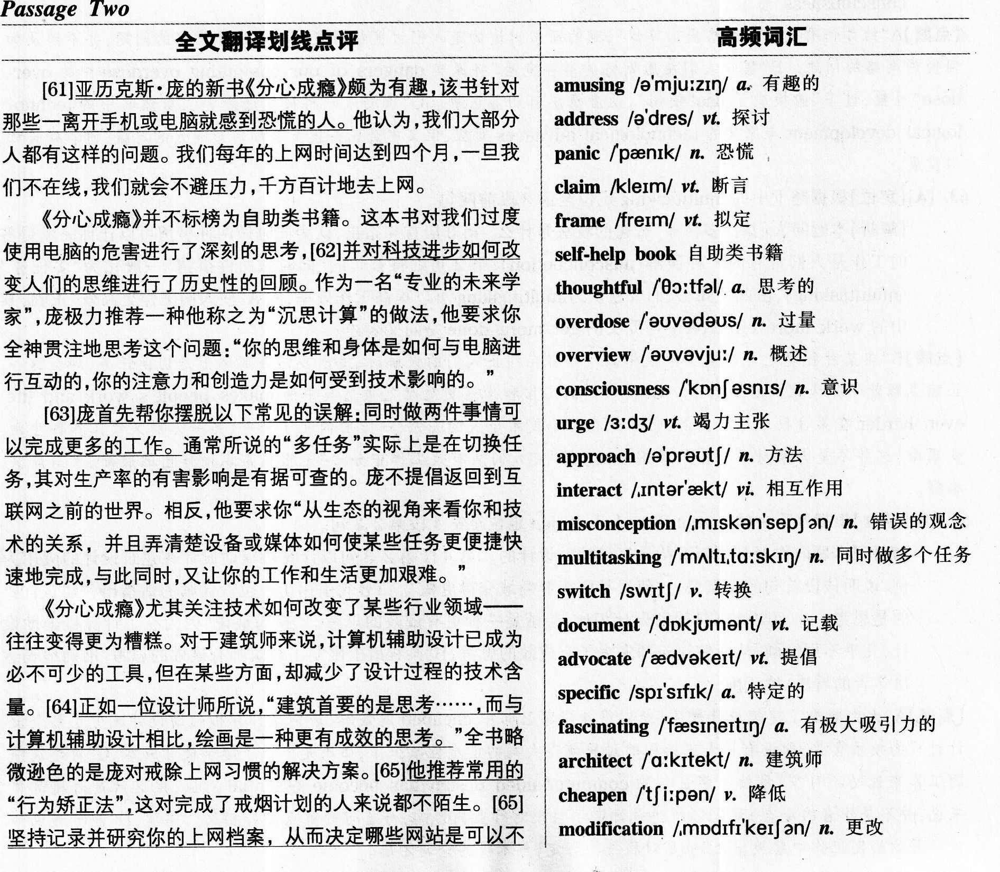 Passage Two
全文翻译划线点评
[61]亚历克斯·庞的新书《分心成瘾》颇为有趣,该书针对
那些一离开手机或电脑就感到恐慌的人。他认为,我们大部分
人都有这样的问题。我们每年的上网时间达到四个月,一旦我
们不在线,我们就会不避压力,千方百计地去上网。
《分心成瘾》并不标榜为自助类书籍。这本书对我们过度
使用电脑的危害进行了深刻的思考,[62]并对科技进步如何改
变人们的思维进行了历史性的回顾。作为一名“专业的未来学
家”,庞极力推荐一种他称之为“沉思计算”的做法,他要求你
全神贯注地思考这个问题:“你的思维和身体是如何与电脑进
行互动的,你的注意力和创造力是如何受到技术影响的。”
[63]庞首先帮你摆脱以下常见的误解:同时做两件事情可
以完成更多的工作。通常所说的“多任务”实际上是在切换任
务,其对生产率的有害影响是有据可查的。庞不提倡返回到互
联网之前的世界。相反,他要求你“从生态的视角来看你和技
术的关系，并且弄清楚设备或媒体如何使某些任务更便捷快
速地完成,与此同时,又让你的工作和生活更加艰难。”
《分心成瘾》尤其关注技术如何改变了某些行业领域——
往往变得更为糟糕。对于建筑师来说,计算机辅助设计已成为
必不可少的工具,但在某些方面,却减少了设计过程的技术含
量。[64]正如一位设计师所说,“建筑首要的是思考……,而与
计算机辅助设计相比,绘画是一种更有成效的思考。”全书略
微逊色的是庞对戒除上网习惯的解决方案。[65]他推荐常用的
“行为矫正法”,这对完成了戒烟计划的人来说都不陌生。[65]
坚持记录并研究你的上网档案，从而决定哪些网站是可以不
高频词汇
amusing /ə'mjuːzɪŋ/ a. 有趣的
address /ə'dres/ vt. 探讨
panic /'pænɪk/ n. 恐慌
claim /kleɪm/ vt. 断言
frame /freɪm/ vt. 拟定
self-help book 自助类书籍
thoughtful /'θɔːtfəl/ a. 思考的
overdose /'əʊvədəʊs/ n. 过量
overview /'əʊvəvjuː/ n. 概述
consciousness /'kɒnʃəsnɪs/ n. 意识
urge /ɜːdʒ/ vt. 竭力主张
approach /ə'prəʊtʃ/ n. 方法
interact /ˌɪntər'ækt/ vi. 相互作用
misconception /ˌmɪskən'sepʃən/ n. 错误的观念
multitasking /'mʌltɪˌtɑːskɪŋ/ n. 同时做多个任务
switch /swɪtʃ/ v. 转换
document /'dɒkjʊmənt/ vt. 记载
advocate /'ædvəkeɪt/ vt. 提倡
specific /spɪ'sɪfɪk/ a. 特定的
fascinating /'fæsɪneɪtɪŋ/ a. 有极大吸引力的
architect /'ɑːkɪtekt/ n. 建筑师
cheapen /'tʃiːpən/ v. 降低
modification /ˌmɒdɪfɪ'keɪʃən/ n. 更改